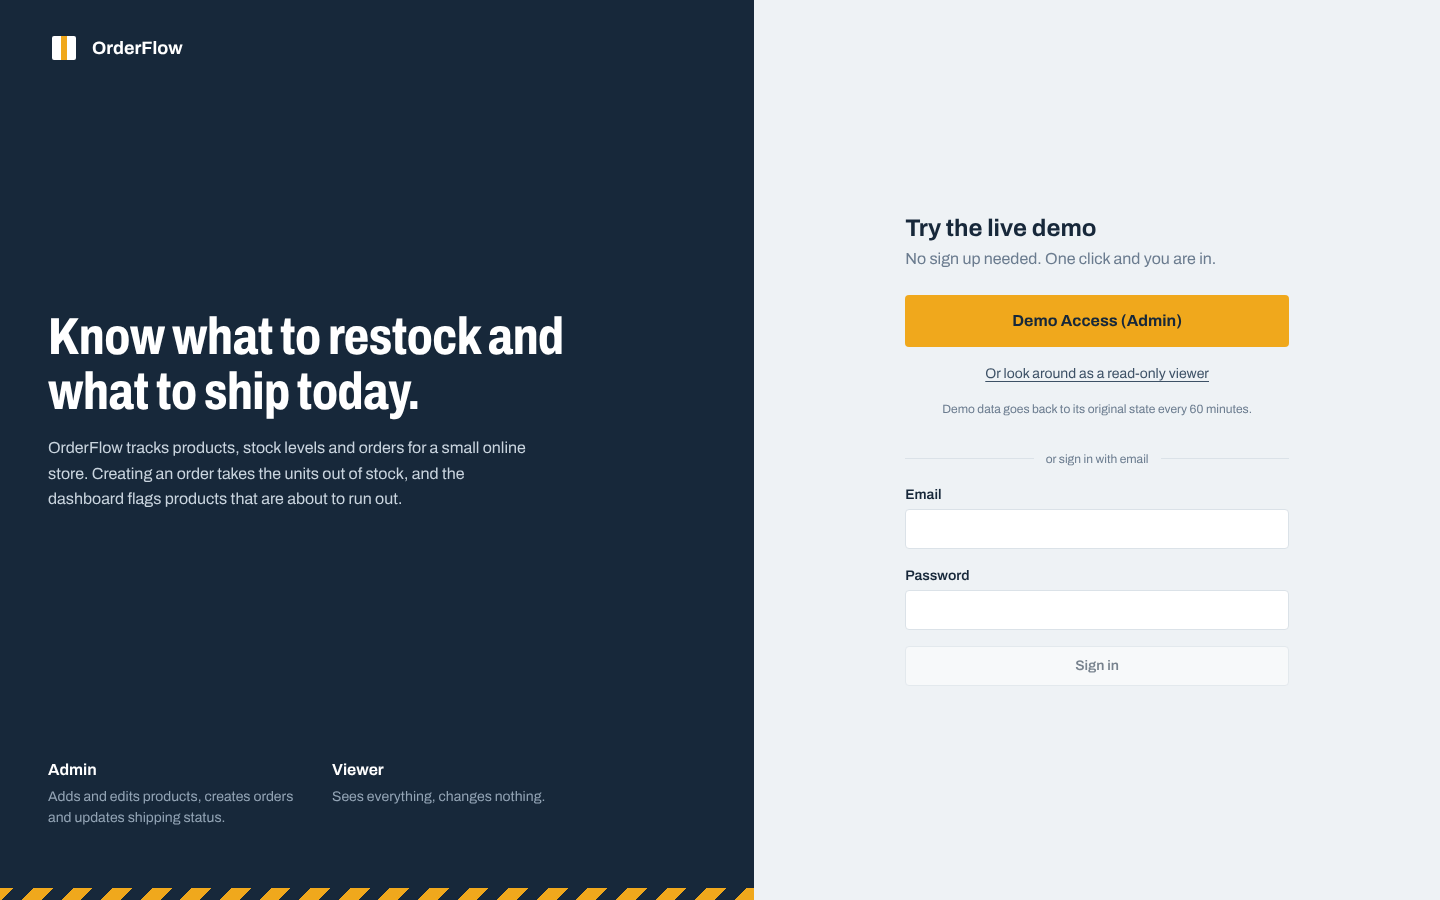 OrderFlow
Know what to restock and
what to ship today.
OrderFlow tracks products, stock levels and orders for a small online
store. Creating an order takes the units out of stock, and the
dashboard flags products that are about to run out.
Admin
Adds and edits products, creates orders
and updates shipping status.
Viewer
Sees everything, changes nothing.
Try the live demo
No sign up needed. One click and you are in.
Demo Access (Admin)
Or look around as a read-only viewer
Demo data goes back to its original state every 60 minutes.
or sign in with email
Email
Password
Sign in